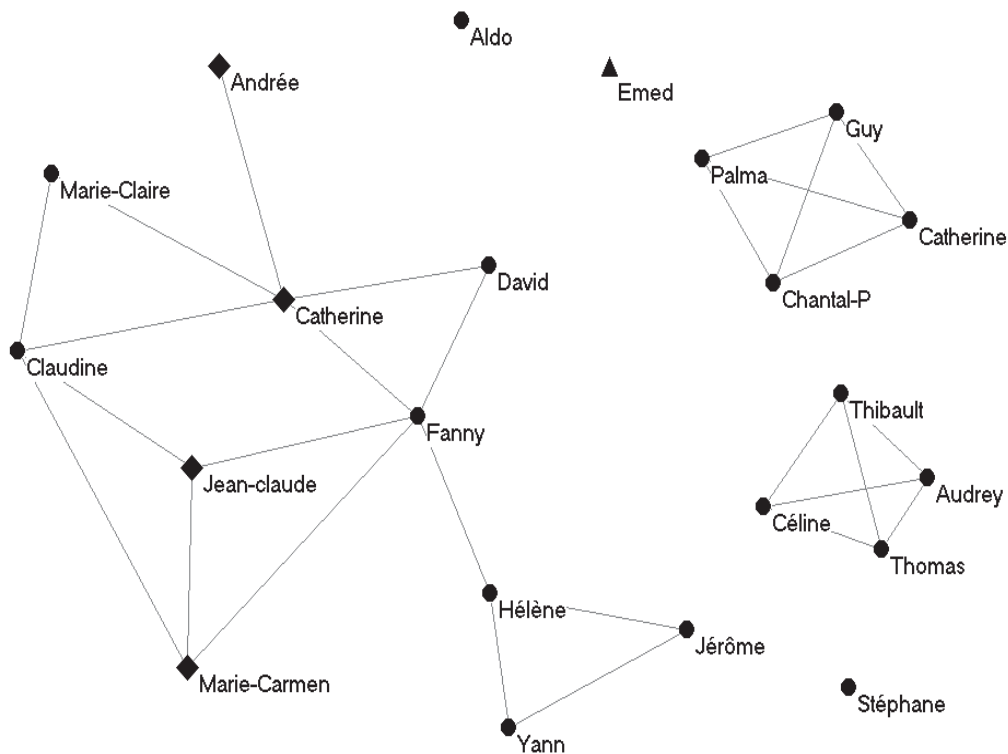 Aldo
Andrée
Emed
Guy
Palma
Marie-Claire
Catherine
David
Chantal-P
Catherine
Claudine
Thibault
Fanny
Jean-claude
Audrey
Céline
Thomas
Hélène
Jérôme
Marie-Carmen
Stéphane
Yann